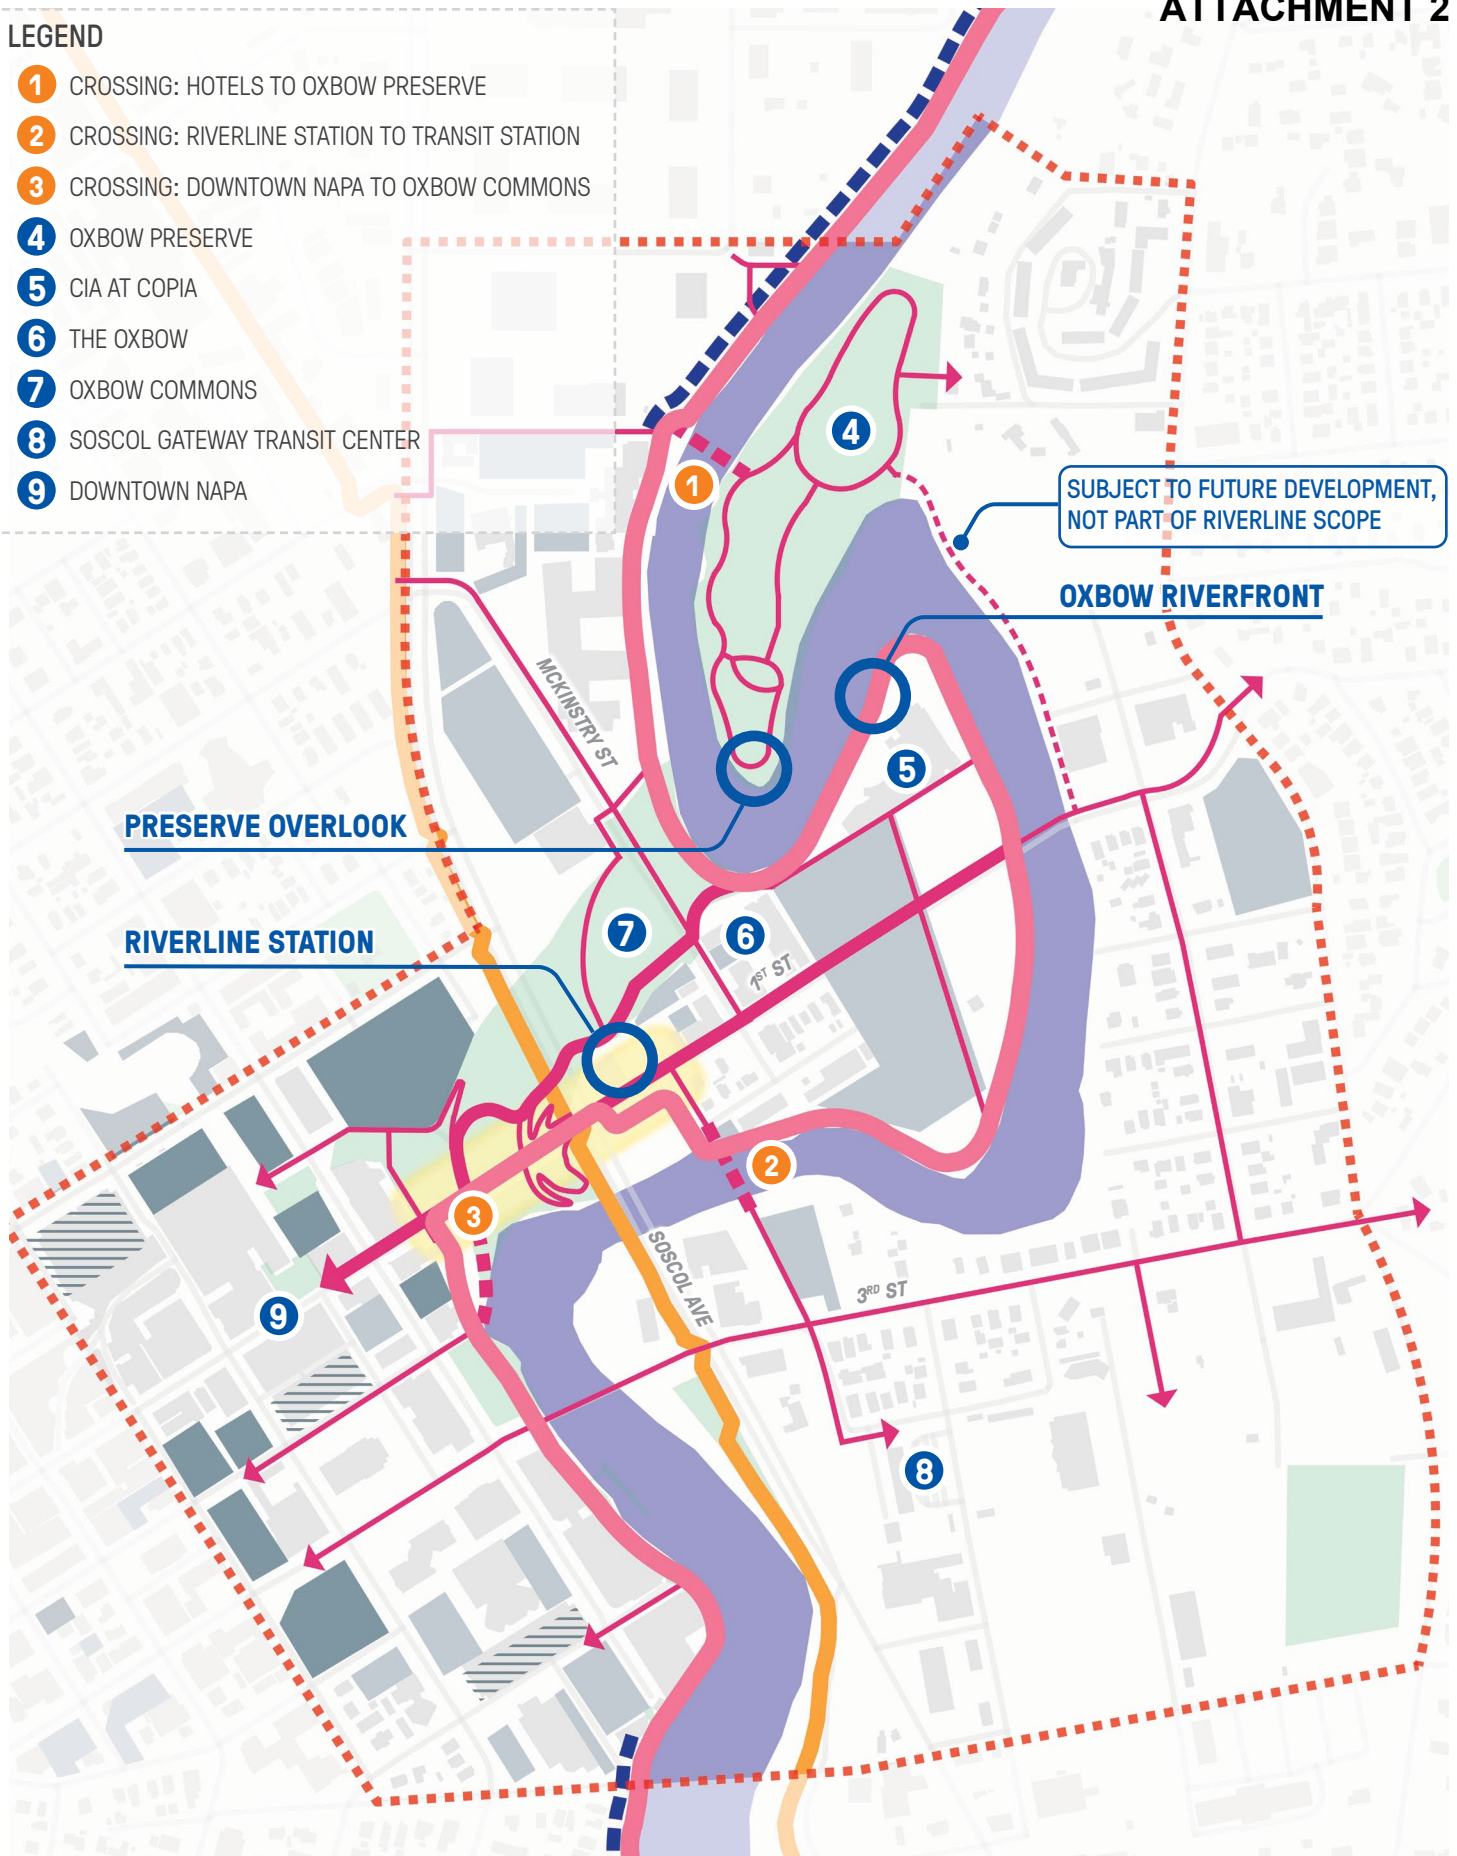 ATTACHMENT 2
LEGEND
1 CROSSING: HOTELS TO OXBOW PRESERVE
2 CROSSING: RIVERLINE STATION TO TRANSIT STATION
3 CROSSING: DOWNTOWN NAPA TO OXBOW COMMONS
4 OXBOW PRESERVE
5 CIA AT COPIA
6 THE OXBOW
7 OXBOW COMMONS
8 SOSCOL GATEWAY TRANSIT CENTER
9 DOWNTOWN NAPA
4
1
SUBJECT TO FUTURE DEVELOPMENT,
NOT PART OF RIVERLINE SCOPE
OXBOW RIVERFRONT
MCKINSTRY ST
5
PRESERVE OVERLOOK
7
6
RIVERLINE STATION
1ST ST
2
3
SOSCOL AVE
3RD ST
9
8